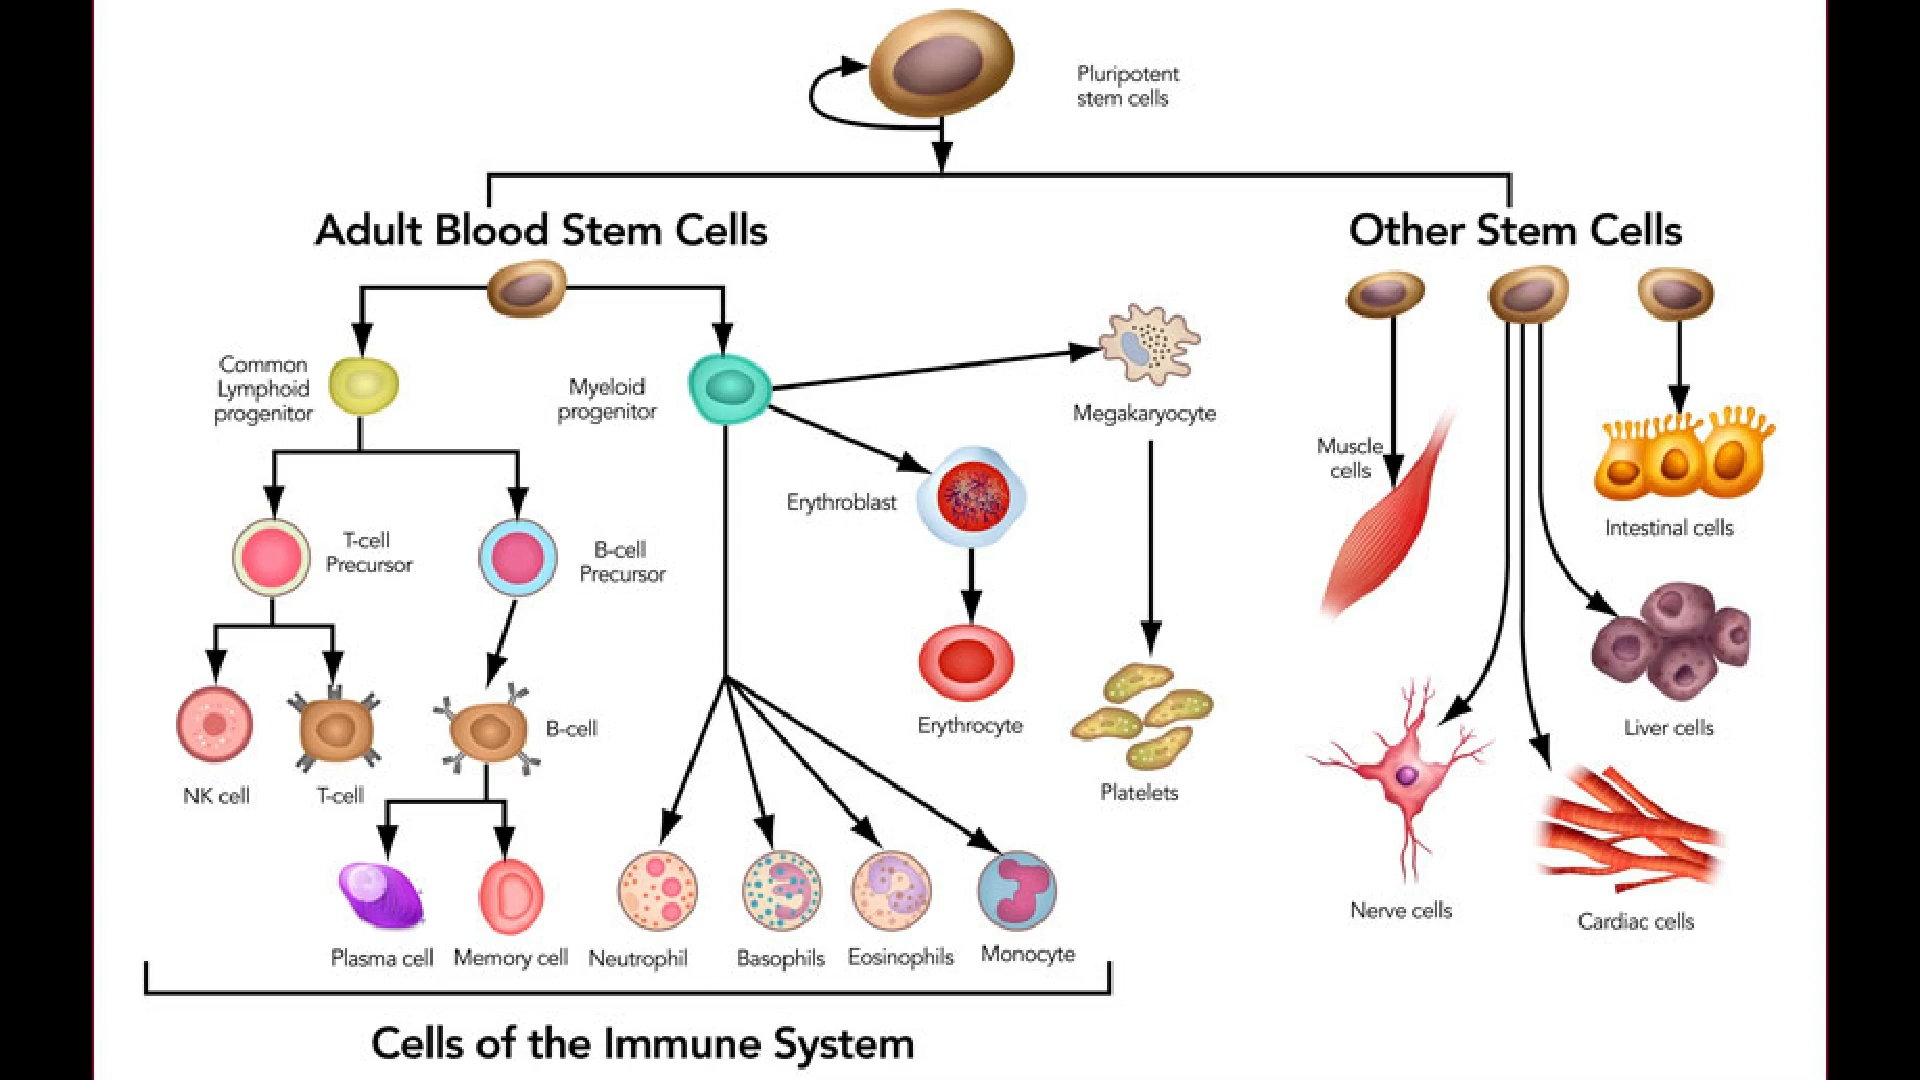 Pluripotent
stem cells
Adult Blood Stem Cells
Other Stem Cells
Common
Lymphoid
progenitor
Myeloid
progenitor
Megakaryocyte
Muscle
cells
Erythroblast
Intestinal cells
T-cell
Precursor
B-cell
Precursor
Erythrocyte
B-cell
Liver cells
NK cell
T-cell
Platelets
Nerve cells
Cardiac cells
Plasma cell
Memory cell
Neutrophil
Basophils
Eosinophils
Monocyte
Cells of the Immune System